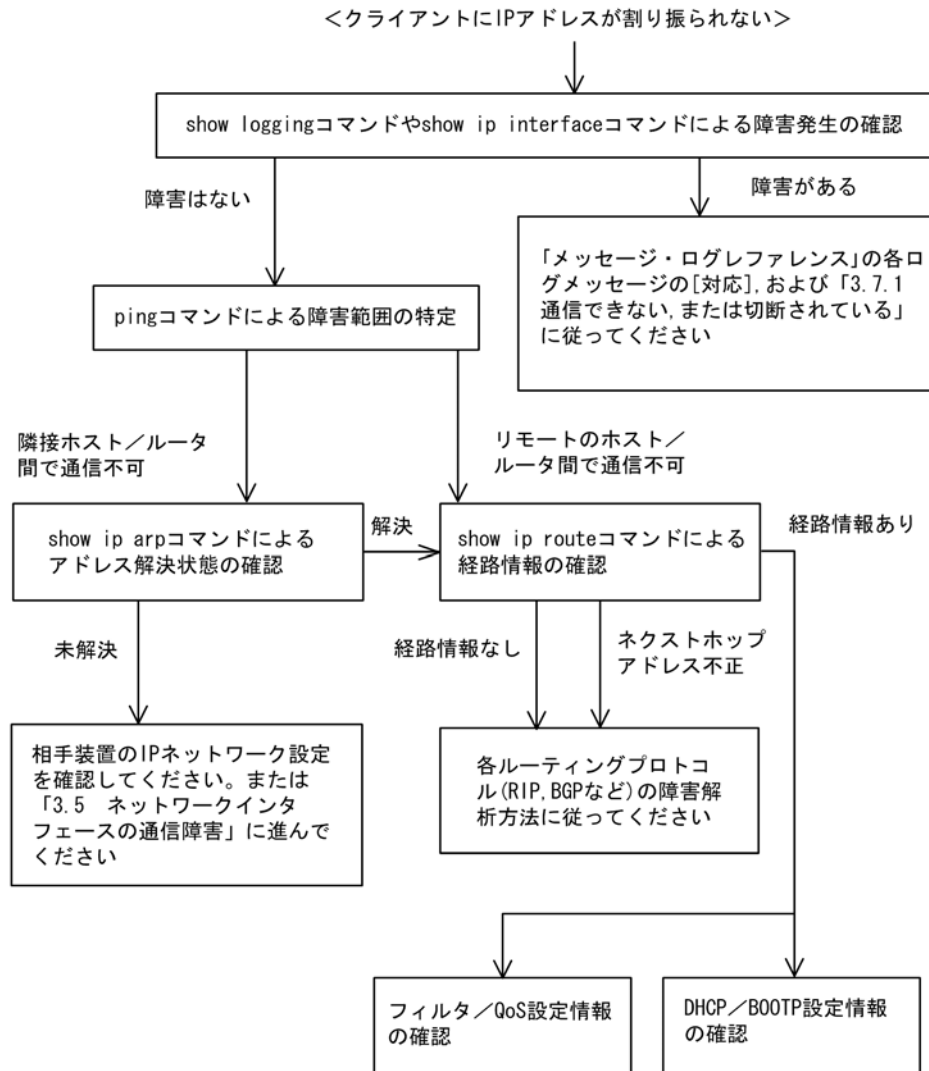 ＜クライアントにIPアドレスが割り振られない＞
show loggingコマンドやshow ip interfaceコマンドによる障害発生の確認
障害はない
障害がある
「メッセージ・ログレファレンス」の各ロ
グメッセージの[対応],および「3.7.1
通信できない,または切断されている」
に従ってください
pingコマンドによる障害範囲の特定
隣接ホスト／ルータ
間で通信不可
リモートのホスト／
ルータ間で通信不可
show ip arpコマンドによる
アドレス解決状態の確認
解決
show ip routeコマンドによる
経路情報の確認
経路情報あり
未解決
経路情報なし
ネクストホップ
アドレス不正
相手装置のIPネットワーク設定
を確認してください。または
「3.5　ネットワークインタ
フェースの通信障害」に進んで
ください
各ルーティングプロトコ
ル(RIP,BGPなど)の障害解
析方法に従ってください
フィルタ／QoS設定情報
の確認
DHCP／BOOTP設定情報
の確認